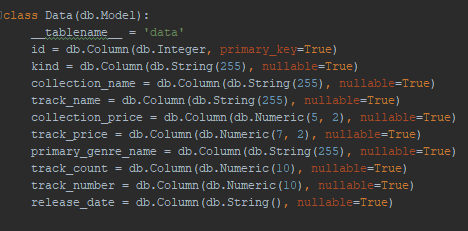 class Data(db.Model):
__tablename__ = 'data'
id = db.Column(db.Integer, primary_key=True)
kind = db.Column(db.String(255), nullable=True)
collection_name = db.Column(db.String(255), nullable=True)
track_name = db.Column(db.String(255), nullable=True)
collection_price = db.Column(db.Numeric(5, 2), nullable=True)
track_price = db.Column(db.Numeric(7, 2), nullable=True)
primary_genre_name = db.Column(db.String(255), nullable=True)
track_count = db.Column(db.Numeric(10), nullable=True)
track_number = db.Column(db.Numeric(10), nullable=True)
release_date = db.Column(db.String(), nullable=True)